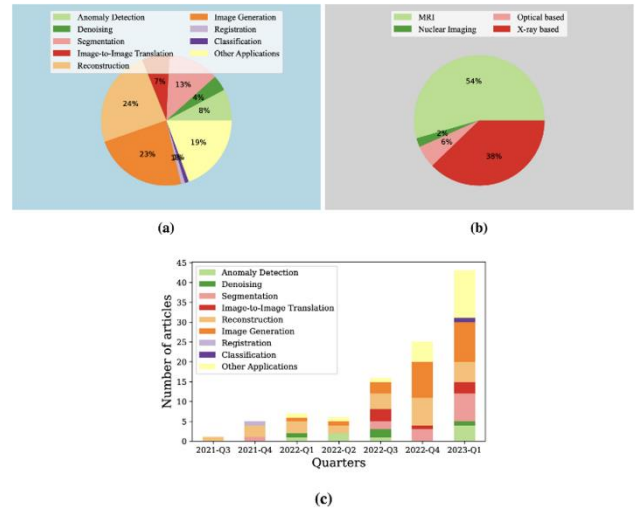 Anomaly Detection
Denoising
Segmentation
Image-to-Image Translation
Reconstruction
Image Generation
Registration
Classification
Other Applications
7%
13%
4%
24%
8%
23%
19%
(a)
MRI
Nuclear Imaging
Optical based
X-ray based
54%
2%
6%
38%
(b)
Number of articles
45
40
35
30
25
20
15
10
5
0
Anomaly Detection
Denoising
Segmentation
Image-to-Image Translation
Reconstruction
Image Generation
Registration
Classification
Other Applications
2021-Q3 2021-Q4 2022-Q1 2022-Q2 2022-Q3 2022-Q4 2023-Q1
Quarters
(c)